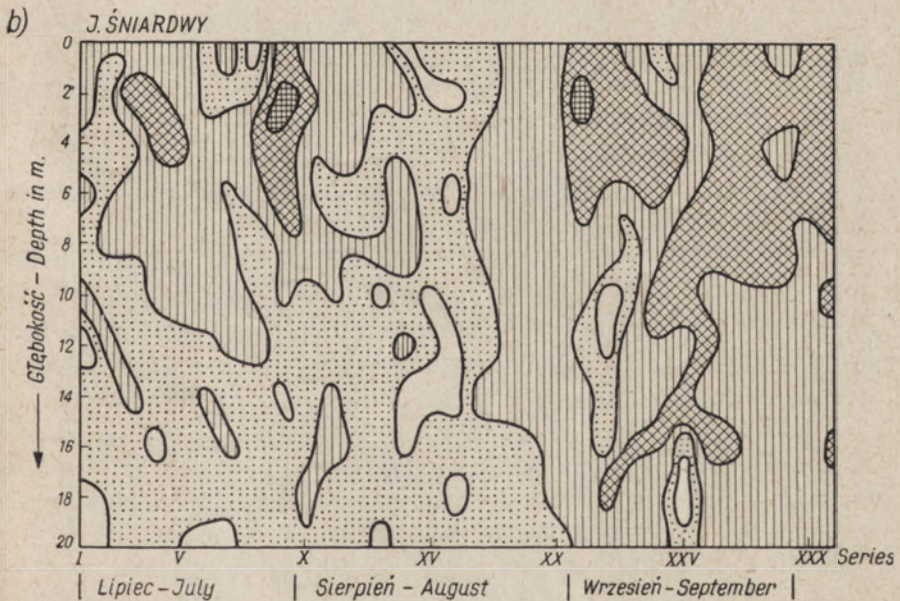 b) J. ŚNIARDWY
0
2
4
6
8
10
12
14
16
18
20
Głębokość – Depth in m.
I V X XV XX XXV XXX Series
Lipiec – July Sierpień – August Wrzesień – September